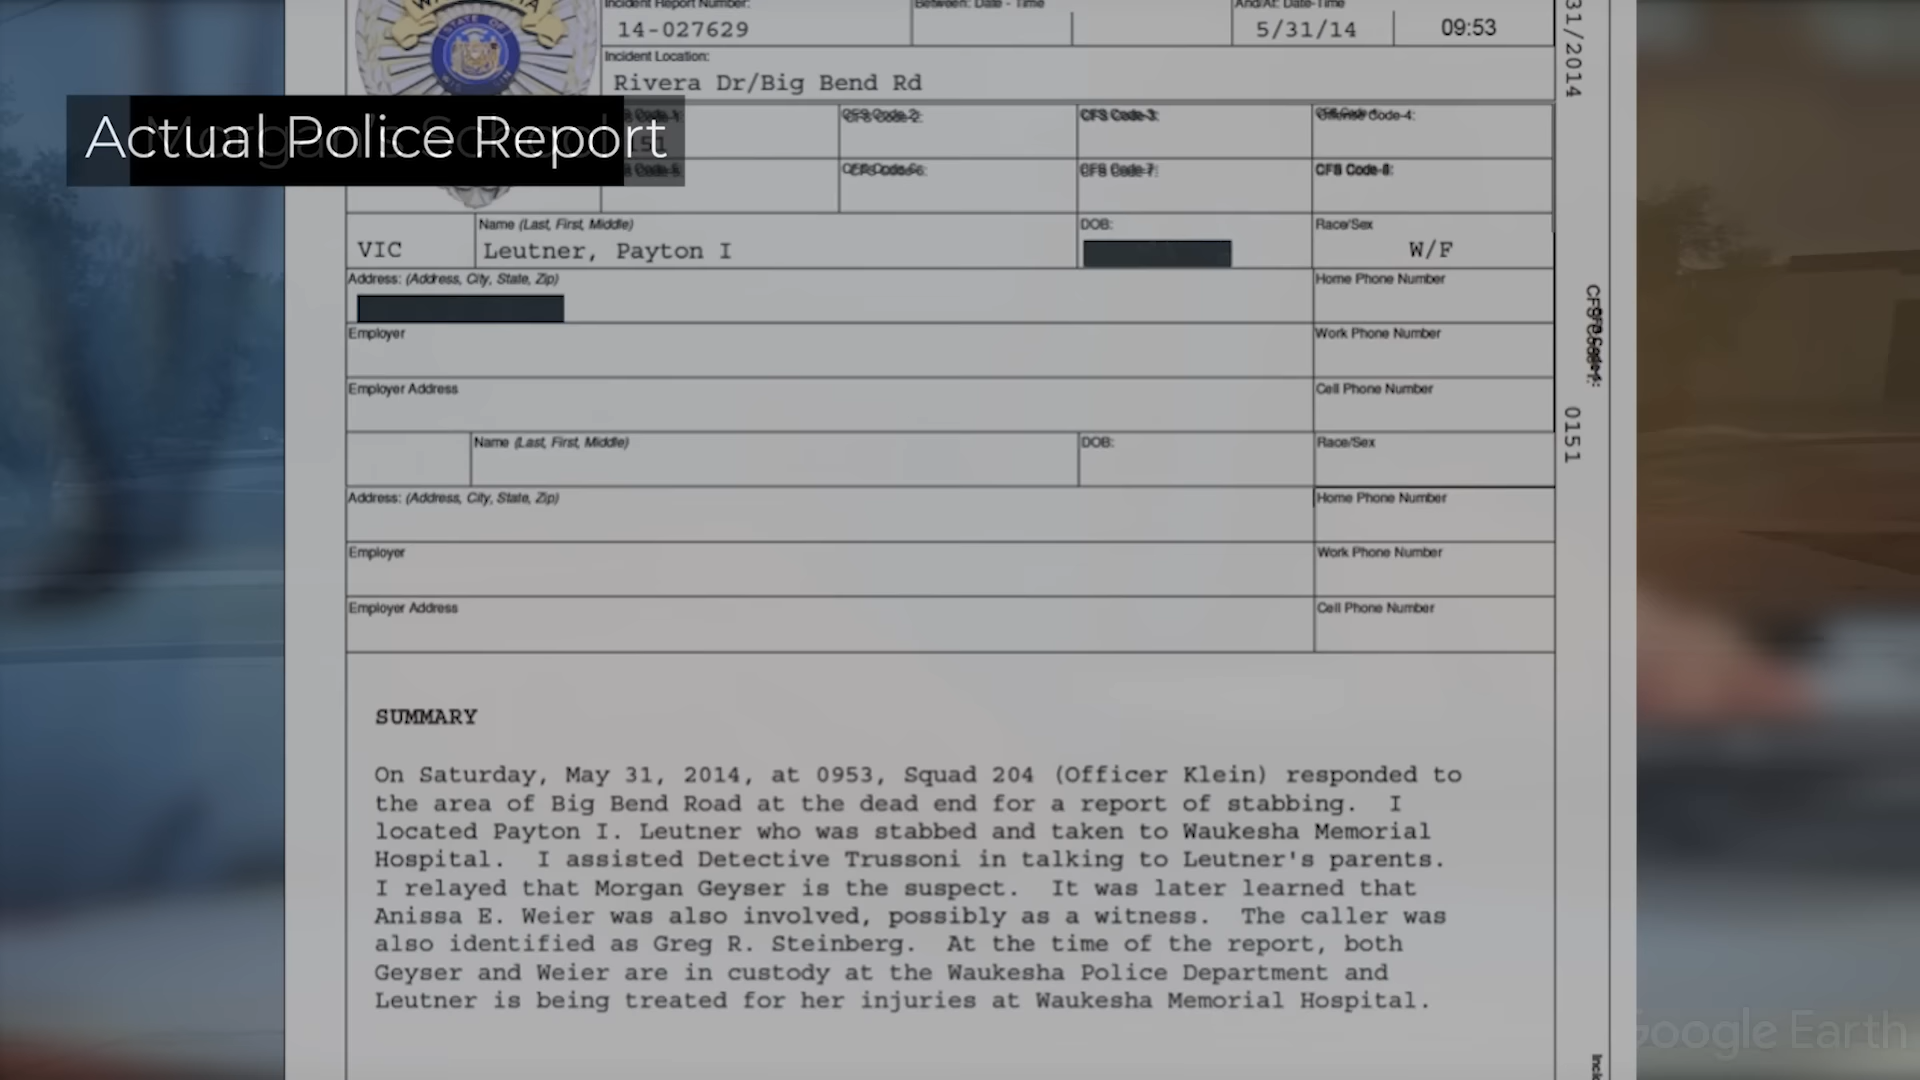 Incident Report Number:
Between: Date - Time
And/At: Date-Time
14-027629
5/31/14
09:53
Incident Location:
Rivera Dr/Big Bend Rd
STATE OF
Actual Police Report
Morgan's School
CFS Code-3:
Code-4:
CFS Code-7:
Name (Last, First, Middle)
DOB:
Race/Sex
VIC
Leutner, Payton I
W/F
Address: (Address, City, State, Zip)
Home Phone Number
Employer
Work Phone Number
Employer Address
Cell Phone Number
Name (Last, First, Middle)
DOB:
Race/Sex
Address: (Address, City, State, Zip)
Home Phone Number
Employer
Work Phone Number
Employer Address
Cell Phone Number
31/2014
0151
SUMMARY
On Saturday, May 31, 2014, at 0953, Squad 204 (Officer Klein) responded to
the area of Big Bend Road at the dead end for a report of stabbing. I
located Payton I. Leutner who was stabbed and taken to Waukesha Memorial
Hospital. I assisted Detective Trussoni in talking to Leutner's parents.
I relayed that Morgan Geyser is the suspect. It was later learned that
Anissa E. Weier was also involved, possibly as a witness. The caller was
also identified as Greg R. Steinberg. At the time of the report, both
Geyser and Weier are in custody at the Waukesha Police Department and
Leutner is being treated for her injuries at Waukesha Memorial Hospital.
Google Earth